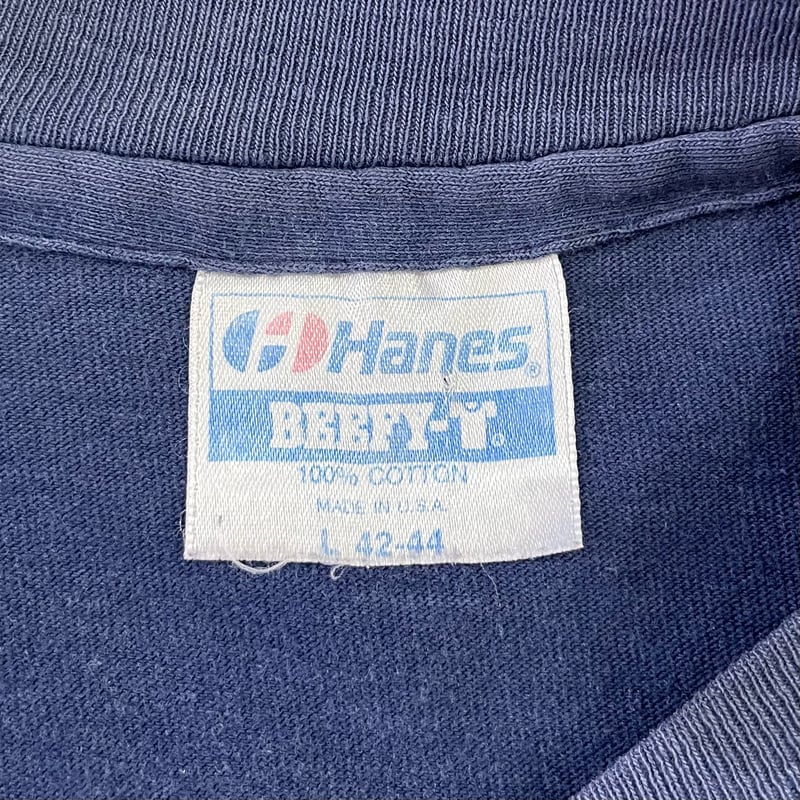 Hanes®
BEEFY-T®
100% COTTON
MADE IN U.S.A.
L 42-44